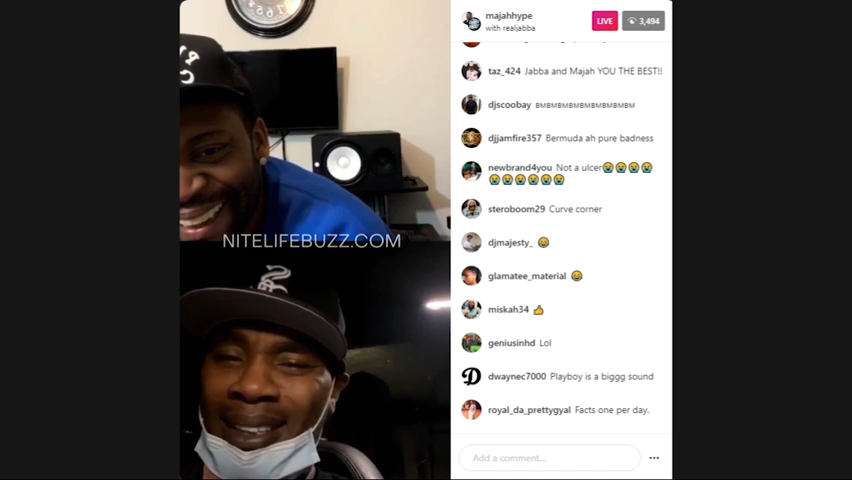 majahhype
with realjabba
LIVE
3,494
taz_424 Jabba and Majah YOU THE BEST!!
djscoobay вмвмвмвмвмвмвмвмвм
djjamfire357 Bermuda ah pure badness
newbrand4you Not a ulcer😭😭😭😭
😭😭😭😭😭😭
steroboom29 Curve corner
djmajesty_ 😂
glamatee_material 😂
miskah34 👍
geniusinhd Lol
dwaynec7000 Playboy is a biggg sound
royal_da_prettygyal Facts one per day.
Add a comment...
NITELIFEBUZZ.COM